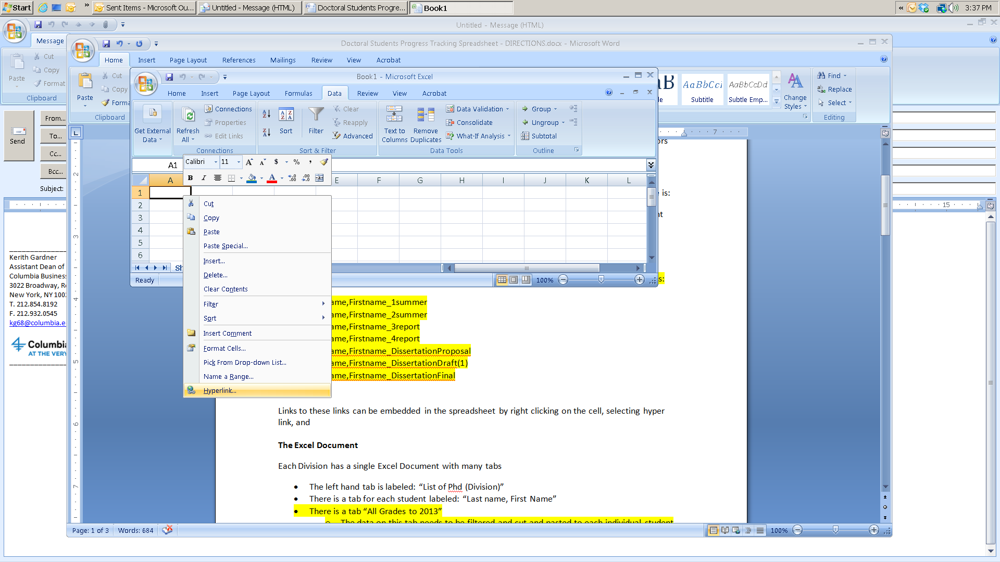 Start
»
Sent Items - Microsoft Ou...
Untitled - Message (HTML)
Doctoral Students Progre...
Book1
«
3:37 PM
Untitled - Message (HTML)
Message
Doctoral Students Progress Tracking Spreadsheet - DIRECTIONS.docx - Microsoft Word
Cut
Copy
Format
Paste
Clipboard
Home
Insert
Page Layout
References
Mailings
Review
View
Acrobat
Cut
Copy
Forma
Paste
Clipboard
Book1 - Microsoft Excel
Home
Insert
Page Layout
Formulas
Data
Review
View
Acrobat
Get External
Data
Refresh
All
Connections
Properties
Edit Links
Connections
Sort
Filter
Clear
Reapply
Advanced
Sort & Filter
Text to
Columns
Remove
Duplicates
Data Validation
Consolidate
What-If Analysis
Data Tools
Group
Ungroup
Subtotal
Outline
AaBbCcI
Subtitle
AaBbCcDd
Subtle Emp...
Change
Styles
Find
Replace
Select
Editing
Send
From...
To...
Cc...
Bcc...
Subject:
A1
Calibri
11
$
%
,
B
I
A
A
E
F
G
H
I
J
K
L
1
2
3
4
5
6
Sh
Ready
100%
Cut
Copy
Paste
Paste Special...
Insert...
Delete...
Clear Contents
Filter
Sort
Insert Comment
Format Cells...
Pick From Drop-down List...
Name a Range...
Hyperlink...
7
15
ors
e is:
nt
s:
Kerith Gardner
Assistant Dean of
Columbia Business
3022 Broadway, R
New York, NY 100
T. 212.854.8192
F. 212.932.0545
kg68@columbia.e
Columbia
AT THE VERY
2
3
4
5
6
7
ame,Firstname_1summer
ame,Firstname_2summer
ame,Firstname_3report
ame,Firstname_4report
ame,Firstname_DissertationProposal
ame,Firstname_DissertationDraft(1)
ame,Firstname_DissertationFinal
Links to these links can be embedded in the spreadsheet by right clicking on the cell, selecting hyper
link, and
The Excel Document
Each Division has a single Excel Document with many tabs
• The left hand tab is labeled: “List of Phd (Division)”
• There is a tab for each student labeled: “Last name, First Name”
• There is a tab “All Grades to 2013”
o The data on this tab needs to be filtered and cut and pasted to each individual student
Page: 1 of 3
Words: 684
100%